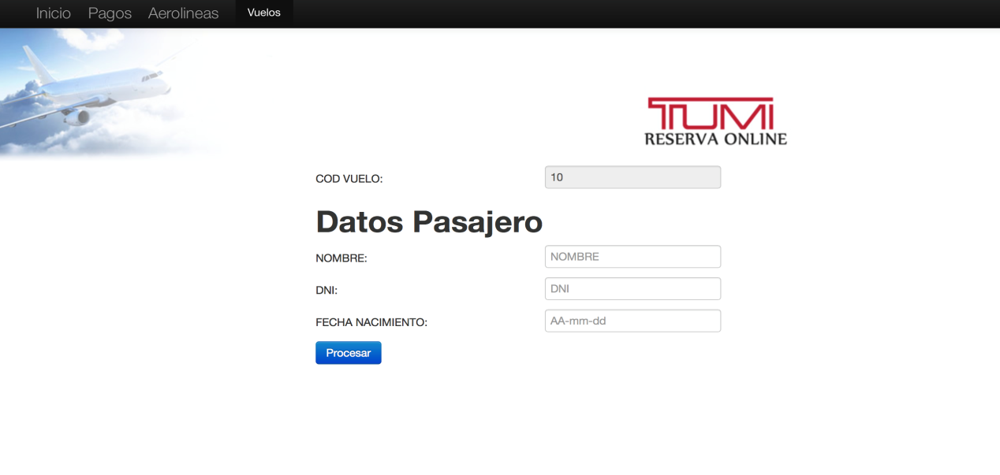 Inicio Pagos Aerolineas Vuelos
TUMI
RESERVA ONLINE
COD VUELO: 10
Datos Pasajero
NOMBRE: NOMBRE
DNI: DNI
FECHA NACIMIENTO: AA-mm-dd
Procesar